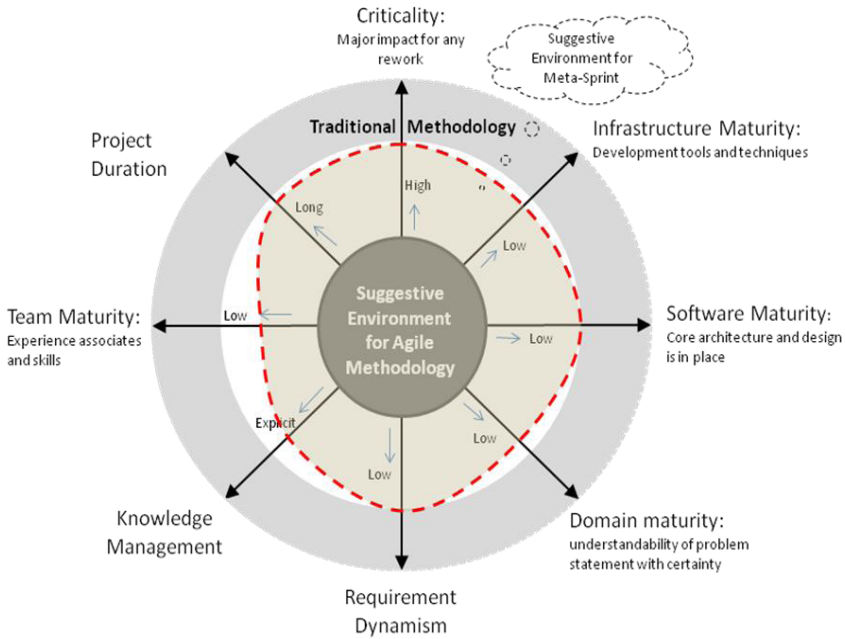 Criticality:
Major impact for any
rework
Suggestive
Environment for
Meta-Sprint
Project
Duration
Traditional Methodology
Infrastructure Maturity:
Development tools and techniques
High
Long
Low
Team Maturity:
Experience associates
and skills
Low
Suggestive
Environment
for Agile
Methodology
Low
Software Maturity:
Core architecture and design
is in place
Explicit
Low
Low
Knowledge
Management
Domain maturity:
understandability of problem
statement with certainty
Requirement
Dynamism